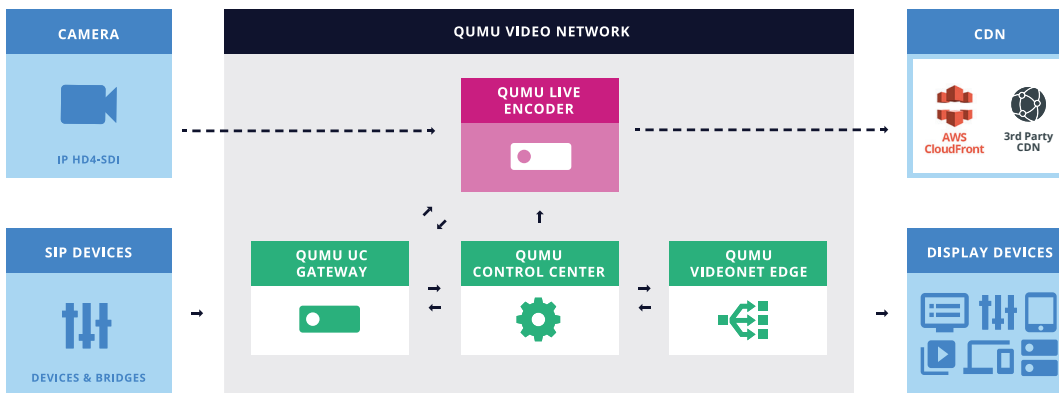 CAMERA
IP HD4-SDI
QUMU VIDEO NETWORK
QUMU LIVE
ENCODER
CDN
AWS
CloudFront
3rd Party
CDN
SIP DEVICES
DEVICES & BRIDGES
QUMU UC
GATEWAY
QUMU
CONTROL CENTER
QUMU
VIDEONET EDGE
DISPLAY DEVICES